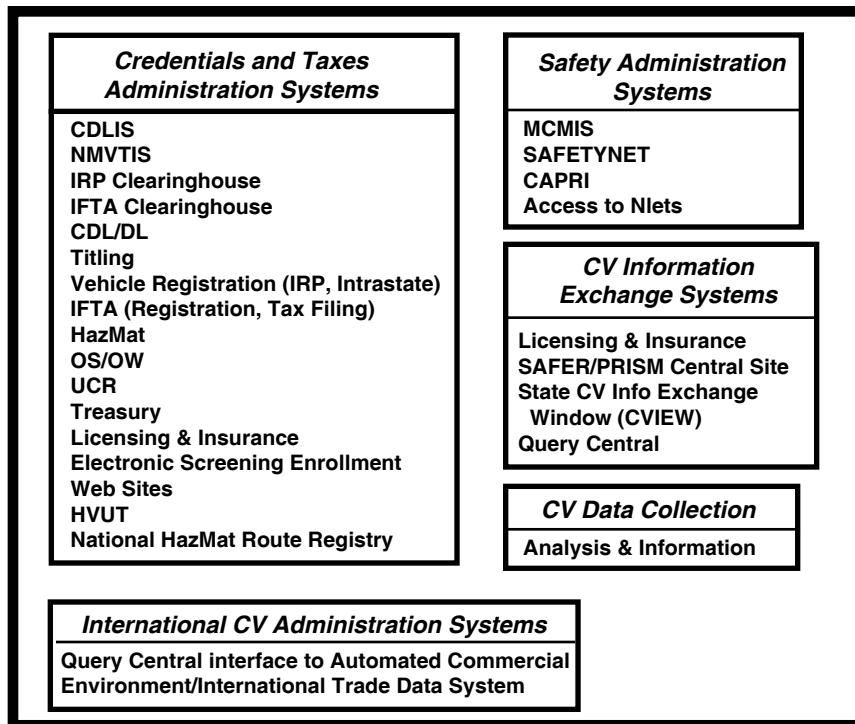 Credentials and Taxes
Administration Systems
CDLIS
NMVTIS
IRP Clearinghouse
IFTA Clearinghouse
CDL/DL
Titling
Vehicle Registration (IRP, Intrastate)
IFTA (Registration, Tax Filing)
HazMat
OS/OW
UCR
Treasury
Licensing & Insurance
Electronic Screening Enrollment
Web Sites
HVUT
National HazMat Route Registry
Safety Administration
Systems
MCMIS
SAFETYNET
CAPRI
Access to Nlets
CV Information
Exchange Systems
Licensing & Insurance
SAFER/PRISM Central Site
State CV Info Exchange
Window (CVIEW)
Query Central
CV Data Collection
Analysis & Information
International CV Administration Systems
Query Central interface to Automated Commercial
Environment/International Trade Data System